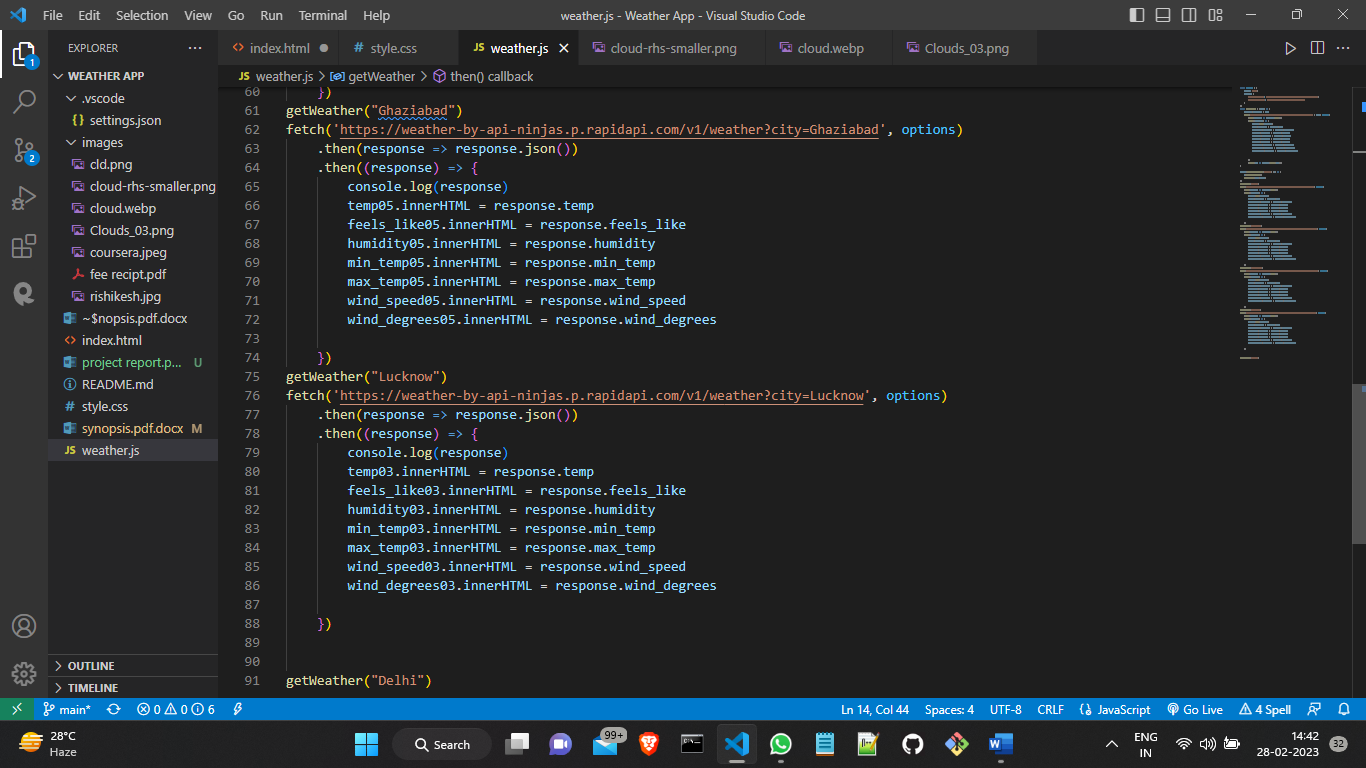 File Edit Selection View Go Run Terminal Help
weather.js - Weather App - Visual Studio Code
EXPLORER
WEATHER APP
.vscode
settings.json
images
cld.png
cloud-rhs-smaller.png
cloud.webp
Clouds_03.png
coursera.jpeg
fee recipt.pdf
rishikesh.jpg
~$nopsis.pdf.docx
index.html
project report.p... U
README.md
style.css
synopsis.pdf.docx M
JS weather.js
OUTLINE
TIMELINE
1
2
index.html
style.css
JS weather.js
cloud-rhs-smaller.png
cloud.webp
Clouds_03.png
JS weather.js > getWeather > then() callback
60 })
61 getWeather("Ghaziabad")
62 fetch('https://weather-by-api-ninjas.p.rapidapi.com/v1/weather?city=Ghaziabad', options)
63 .then(response => response.json())
64 .then((response) => {
65 console.log(response)
66 temp05.innerHTML = response.temp
67 feels_like05.innerHTML = response.feels_like
68 humidity05.innerHTML = response.humidity
69 min_temp05.innerHTML = response.min_temp
70 max_temp05.innerHTML = response.max_temp
71 wind_speed05.innerHTML = response.wind_speed
72 wind_degrees05.innerHTML = response.wind_degrees
73
74 })
75 getWeather("Lucknow")
76 fetch('https://weather-by-api-ninjas.p.rapidapi.com/v1/weather?city=Lucknow', options)
77 .then(response => response.json())
78 .then((response) => {
79 console.log(response)
80 temp03.innerHTML = response.temp
81 feels_like03.innerHTML = response.feels_like
82 humidity03.innerHTML = response.humidity
83 min_temp03.innerHTML = response.min_temp
84 max_temp03.innerHTML = response.max_temp
85 wind_speed03.innerHTML = response.wind_speed
86 wind_degrees03.innerHTML = response.wind_degrees
87
88 })
89
90
91 getWeather("Delhi")
main* 0 0 6
Ln 14, Col 44 Spaces: 4 UTF-8 CRLF JavaScript Go Live 4 Spell
28°C
Haze
Search
99+
ENG
IN
14:42
28-02-2023
32